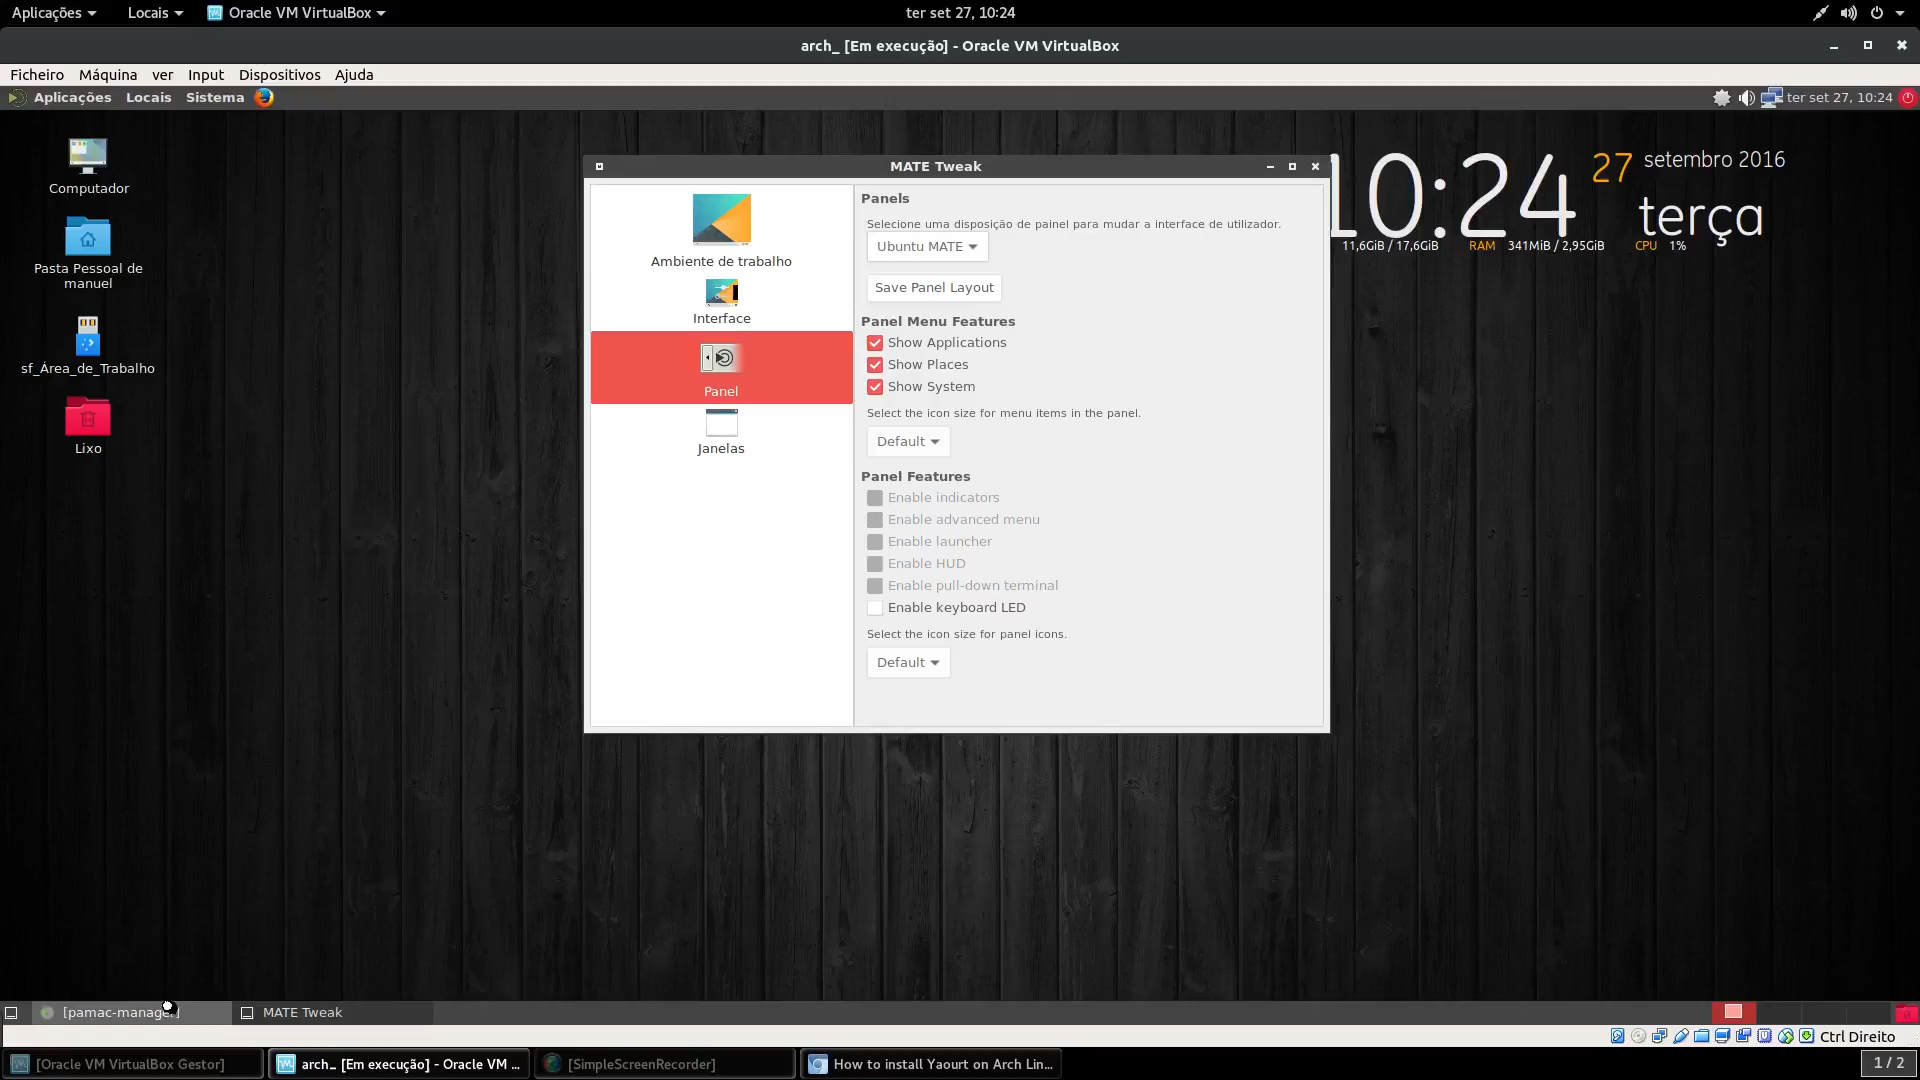 Aplicações Locais Oracle VM VirtualBox ter set 27, 10:24
arch_ [Em execução] - Oracle VM VirtualBox
Ficheiro Máquina ver Input Dispositivos Ajuda
Aplicações Locais Sistema ter set 27, 10:24
Computador
Pasta Pessoal de
manuel
sf_Área_de_Trabalho
Lixo
MATE Tweak
Ambiente de trabalho
Interface
Panel
Janelas
Panels
Selecione uma disposição de painel para mudar a interface de utilizador.
Ubuntu MATE
Save Panel Layout
Panel Menu Features
Show Applications
Show Places
Show System
Select the icon size for menu items in the panel.
Default
Panel Features
Enable indicators
Enable advanced menu
Enable launcher
Enable HUD
Enable pull-down terminal
Enable keyboard LED
Select the icon size for panel icons.
Default
10:24 27 setembro 2016
terça
11,6GiB / 17,6GiB RAM 341MiB / 2,95GiB CPU 1%
[pamac-manager] MATE Tweak
Ctrl Direito
[Oracle VM VirtualBox Gestor] arch_ [Em execução] - Oracle VM ... [SimpleScreenRecorder] How to install Yaourt on Arch Lin... 1 / 2